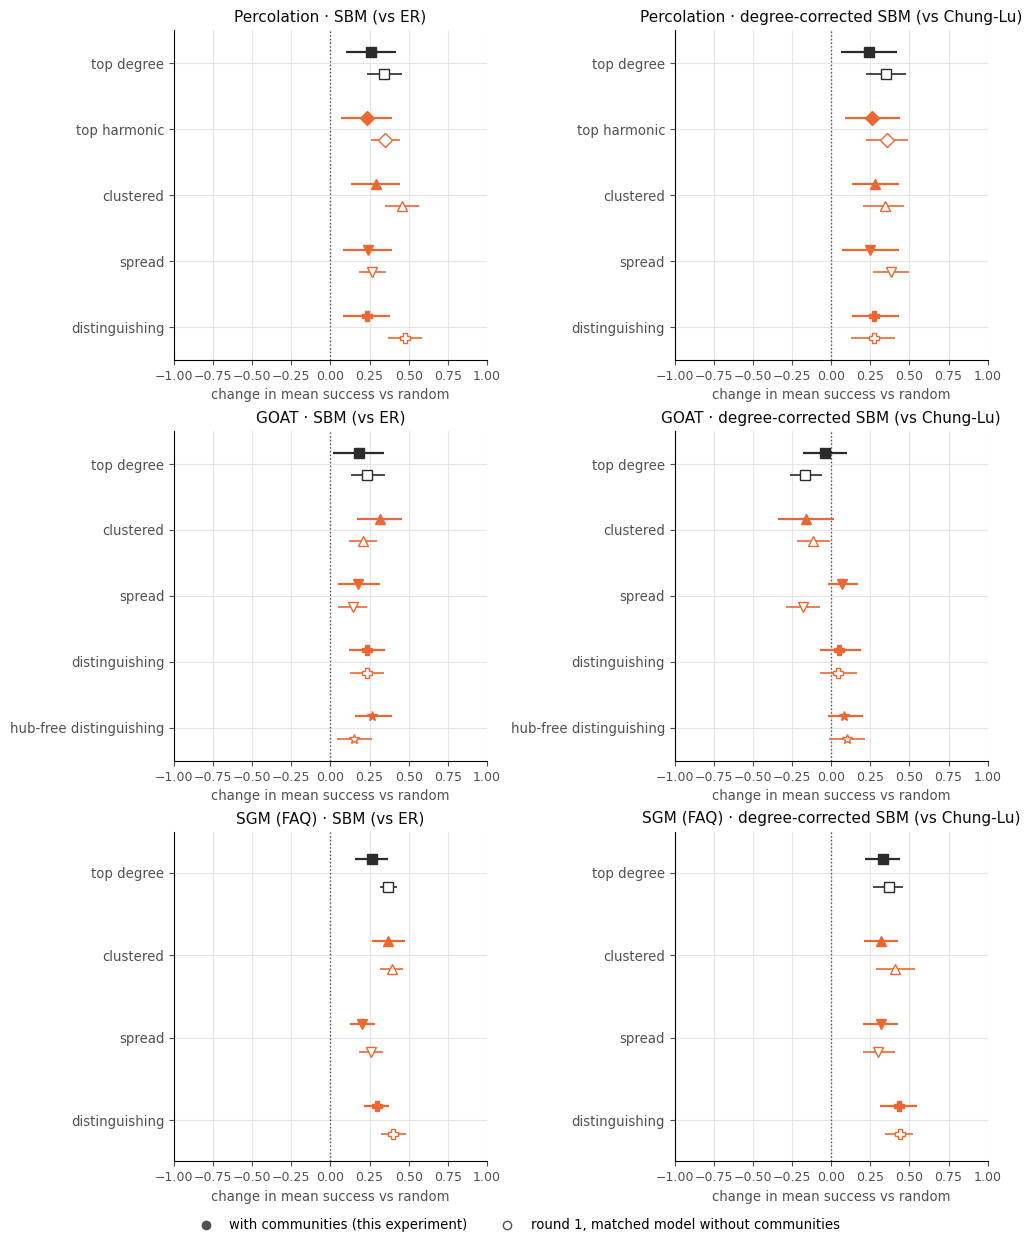 Percolation · SBM (vs ER)
top degree
top harmonic
clustered
spread
distinguishing
−1.00 −0.75 −0.50 −0.25 0.00 0.25 0.50 0.75 1.00
change in mean success vs random
Percolation · degree-corrected SBM (vs Chung-Lu)
top degree
top harmonic
clustered
spread
distinguishing
−1.00 −0.75 −0.50 −0.25 0.00 0.25 0.50 0.75 1.00
change in mean success vs random
GOAT · SBM (vs ER)
top degree
clustered
spread
distinguishing
hub-free distinguishing
−1.00 −0.75 −0.50 −0.25 0.00 0.25 0.50 0.75 1.00
change in mean success vs random
GOAT · degree-corrected SBM (vs Chung-Lu)
top degree
clustered
spread
distinguishing
hub-free distinguishing
−1.00 −0.75 −0.50 −0.25 0.00 0.25 0.50 0.75 1.00
change in mean success vs random
SGM (FAQ) · SBM (vs ER)
top degree
clustered
spread
distinguishing
−1.00 −0.75 −0.50 −0.25 0.00 0.25 0.50 0.75 1.00
change in mean success vs random
SGM (FAQ) · degree-corrected SBM (vs Chung-Lu)
top degree
clustered
spread
distinguishing
−1.00 −0.75 −0.50 −0.25 0.00 0.25 0.50 0.75 1.00
change in mean success vs random
with communities (this experiment)
round 1, matched model without communities